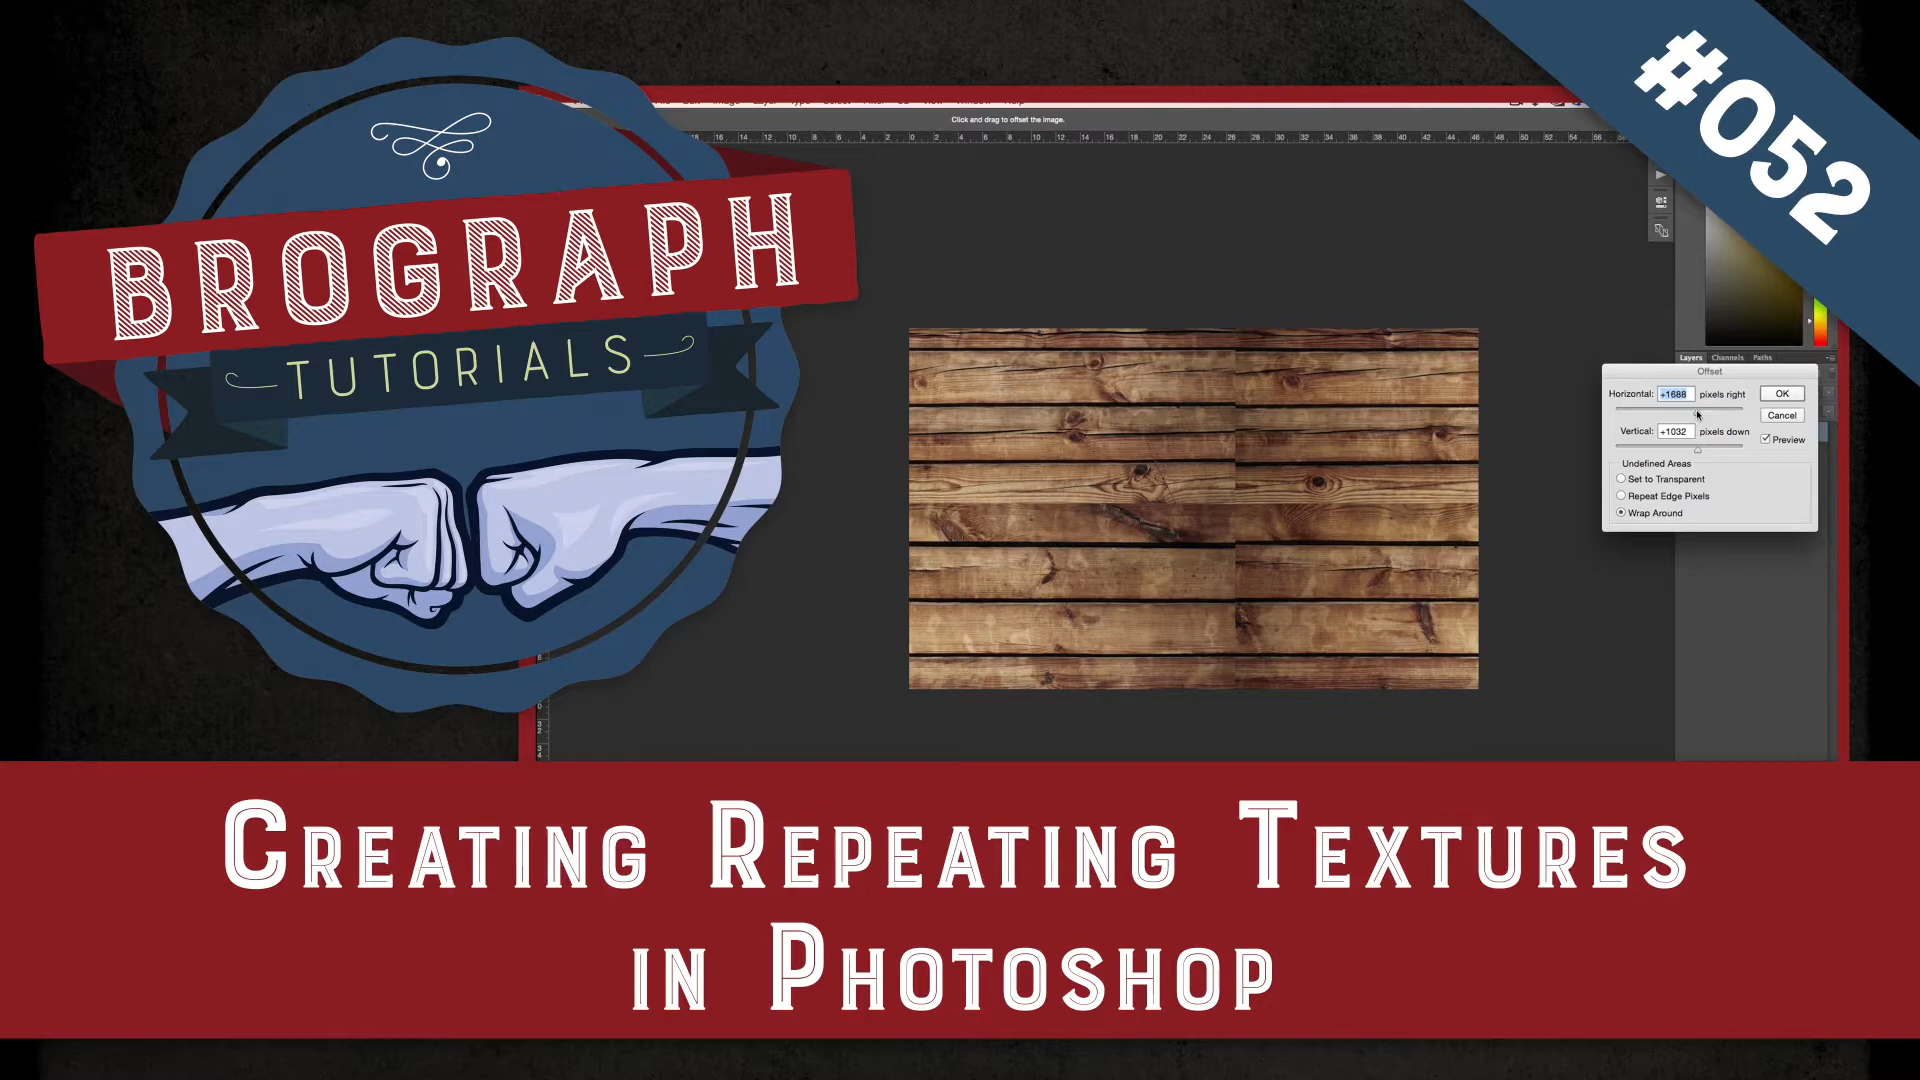 #052
BROGRAPH
TUTORIALS
Click and drag to offset the image.
Layers Channels Paths
Offset
Horizontal: +1688 pixels right
OK
Cancel
Vertical: +1032 pixels down
Preview
Undefined Areas
Set to Transparent
Repeat Edge Pixels
Wrap Around
Creating Repeating Textures
in Photoshop